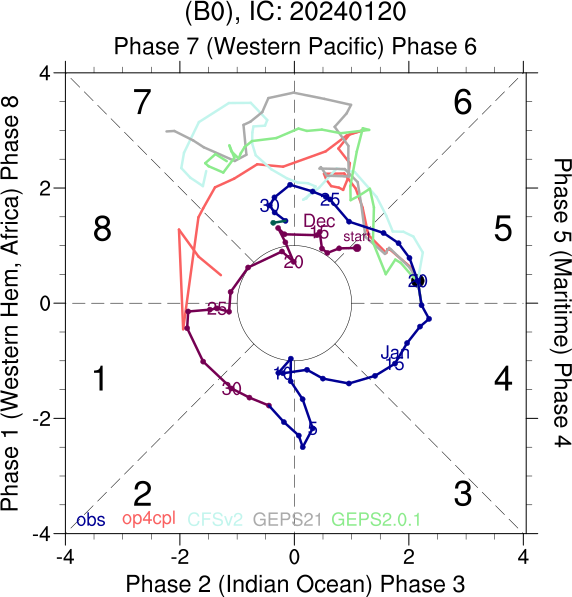 (B0), IC: 20240120
Phase 7 (Western Pacific) Phase 6
Phase 1 (Western Hem, Africa) Phase 8
Phase 5 (Maritime) Phase 4
4
2
0
-2
-4
7
6
8
5
1
4
2
3
30
25
Dec
15
start
20
20
25
Jan
15
10
30
5
obs op4cpl CFSv2 GEPS21 GEPS2.0.1
-4 -2 0 2 4
Phase 2 (Indian Ocean) Phase 3